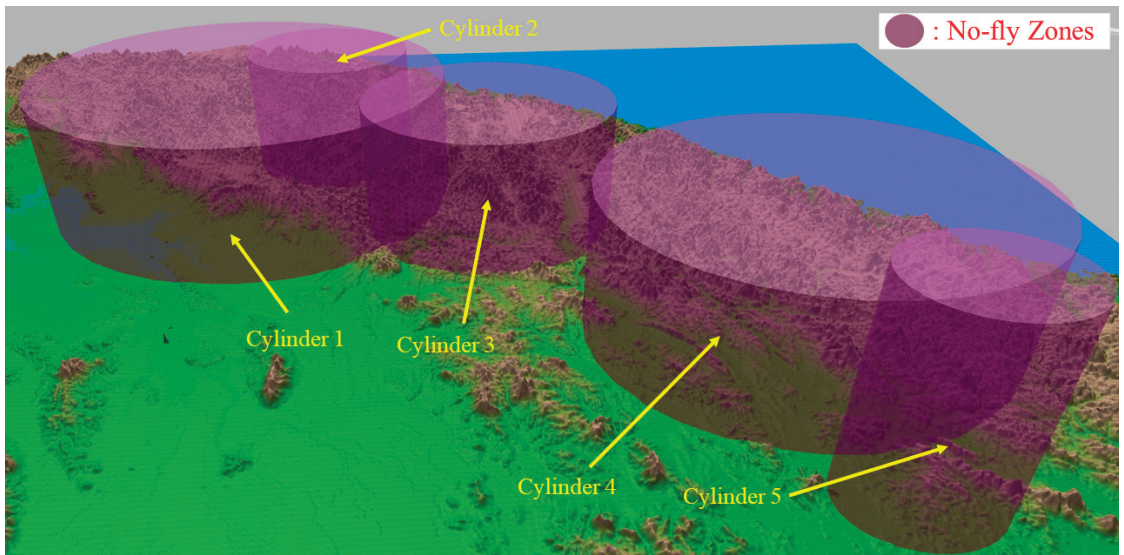 Cylinder 2
: No-fly Zones
Cylinder 1
Cylinder 3
Cylinder 4
Cylinder 5